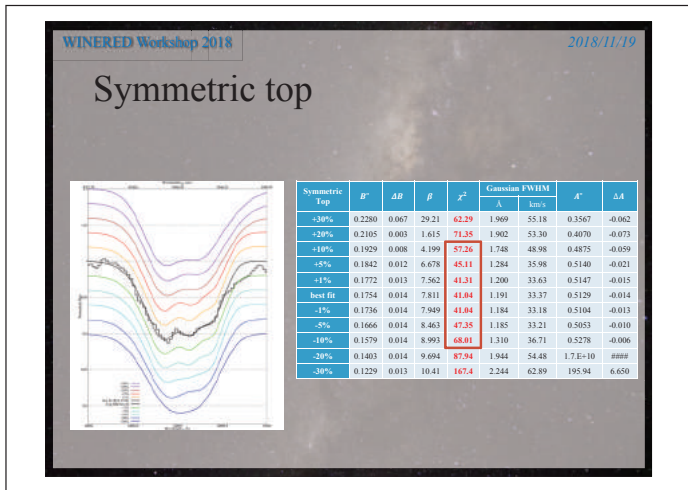 WINERED Workshop 2018
2018/11/19
Symmetric top
Symmetric Top B" ΔB β χ² Gaussian FWHM A" ΔA
Å km/s
+30% 0.2280 0.067 29.21 62.29 1.969 55.18 0.3567 -0.062
+20% 0.2105 0.003 1.615 71.35 1.902 53.30 0.4070 -0.073
+10% 0.1929 0.008 4.199 57.26 1.748 48.98 0.4875 -0.059
+5% 0.1842 0.012 6.678 45.11 1.284 35.98 0.5140 -0.021
+1% 0.1772 0.013 7.562 41.31 1.200 33.63 0.5147 -0.015
best fit 0.1754 0.014 7.811 41.04 1.191 33.37 0.5129 -0.014
-1% 0.1736 0.014 7.949 41.04 1.184 33.18 0.5104 -0.013
-5% 0.1666 0.014 8.463 47.35 1.185 33.21 0.5053 -0.010
-10% 0.1579 0.014 8.993 68.01 1.310 36.71 0.5278 -0.006
-20% 0.1403 0.014 9.694 87.94 1.944 54.48 1.7.E+10 ####
-30% 0.1229 0.013 10.41 167.4 2.244 62.89 195.94 6.650